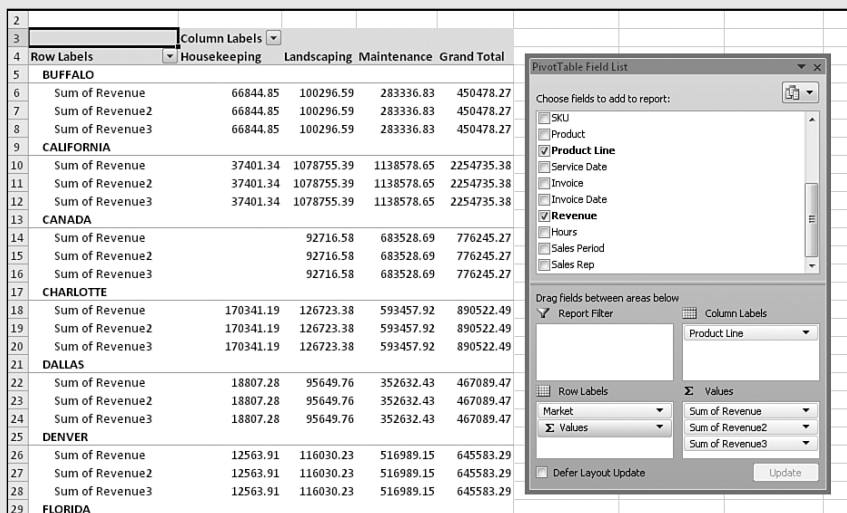 2
3 Column Labels
4 Row Labels Housekeeping Landscaping Maintenance Grand Total
5 BUFFALO
6 Sum of Revenue 66844.85 100296.59 283336.83 450478.27
7 Sum of Revenue2 66844.85 100296.59 283336.83 450478.27
8 Sum of Revenue3 66844.85 100296.59 283336.83 450478.27
9 CALIFORNIA
10 Sum of Revenue 37401.34 1078755.39 1138578.65 2254735.38
11 Sum of Revenue2 37401.34 1078755.39 1138578.65 2254735.38
12 Sum of Revenue3 37401.34 1078755.39 1138578.65 2254735.38
13 CANADA
14 Sum of Revenue 92716.58 683528.69 776245.27
15 Sum of Revenue2 92716.58 683528.69 776245.27
16 Sum of Revenue3 92716.58 683528.69 776245.27
17 CHARLOTTE
18 Sum of Revenue 170341.19 126723.38 593457.92 890522.49
19 Sum of Revenue2 170341.19 126723.38 593457.92 890522.49
20 Sum of Revenue3 170341.19 126723.38 593457.92 890522.49
21 DALLAS
22 Sum of Revenue 18807.28 95649.76 352632.43 467089.47
23 Sum of Revenue2 18807.28 95649.76 352632.43 467089.47
24 Sum of Revenue3 18807.28 95649.76 352632.43 467089.47
25 DENVER
26 Sum of Revenue 12563.91 116030.23 516989.15 645583.29
27 Sum of Revenue2 12563.91 116030.23 516989.15 645583.29
28 Sum of Revenue3 12563.91 116030.23 516989.15 645583.29
29 FLORIDA
PivotTable Field List
Choose fields to add to report:
SKU
Product
Product Line
Service Date
Invoice
Invoice Date
Revenue
Hours
Sales Period
Sales Rep
Drag fields between areas below
Report Filter
Column Labels
Product Line
Row Labels
Market
Σ Values
Σ Values
Sum of Revenue
Sum of Revenue2
Sum of Revenue3
Defer Layout Update
Update